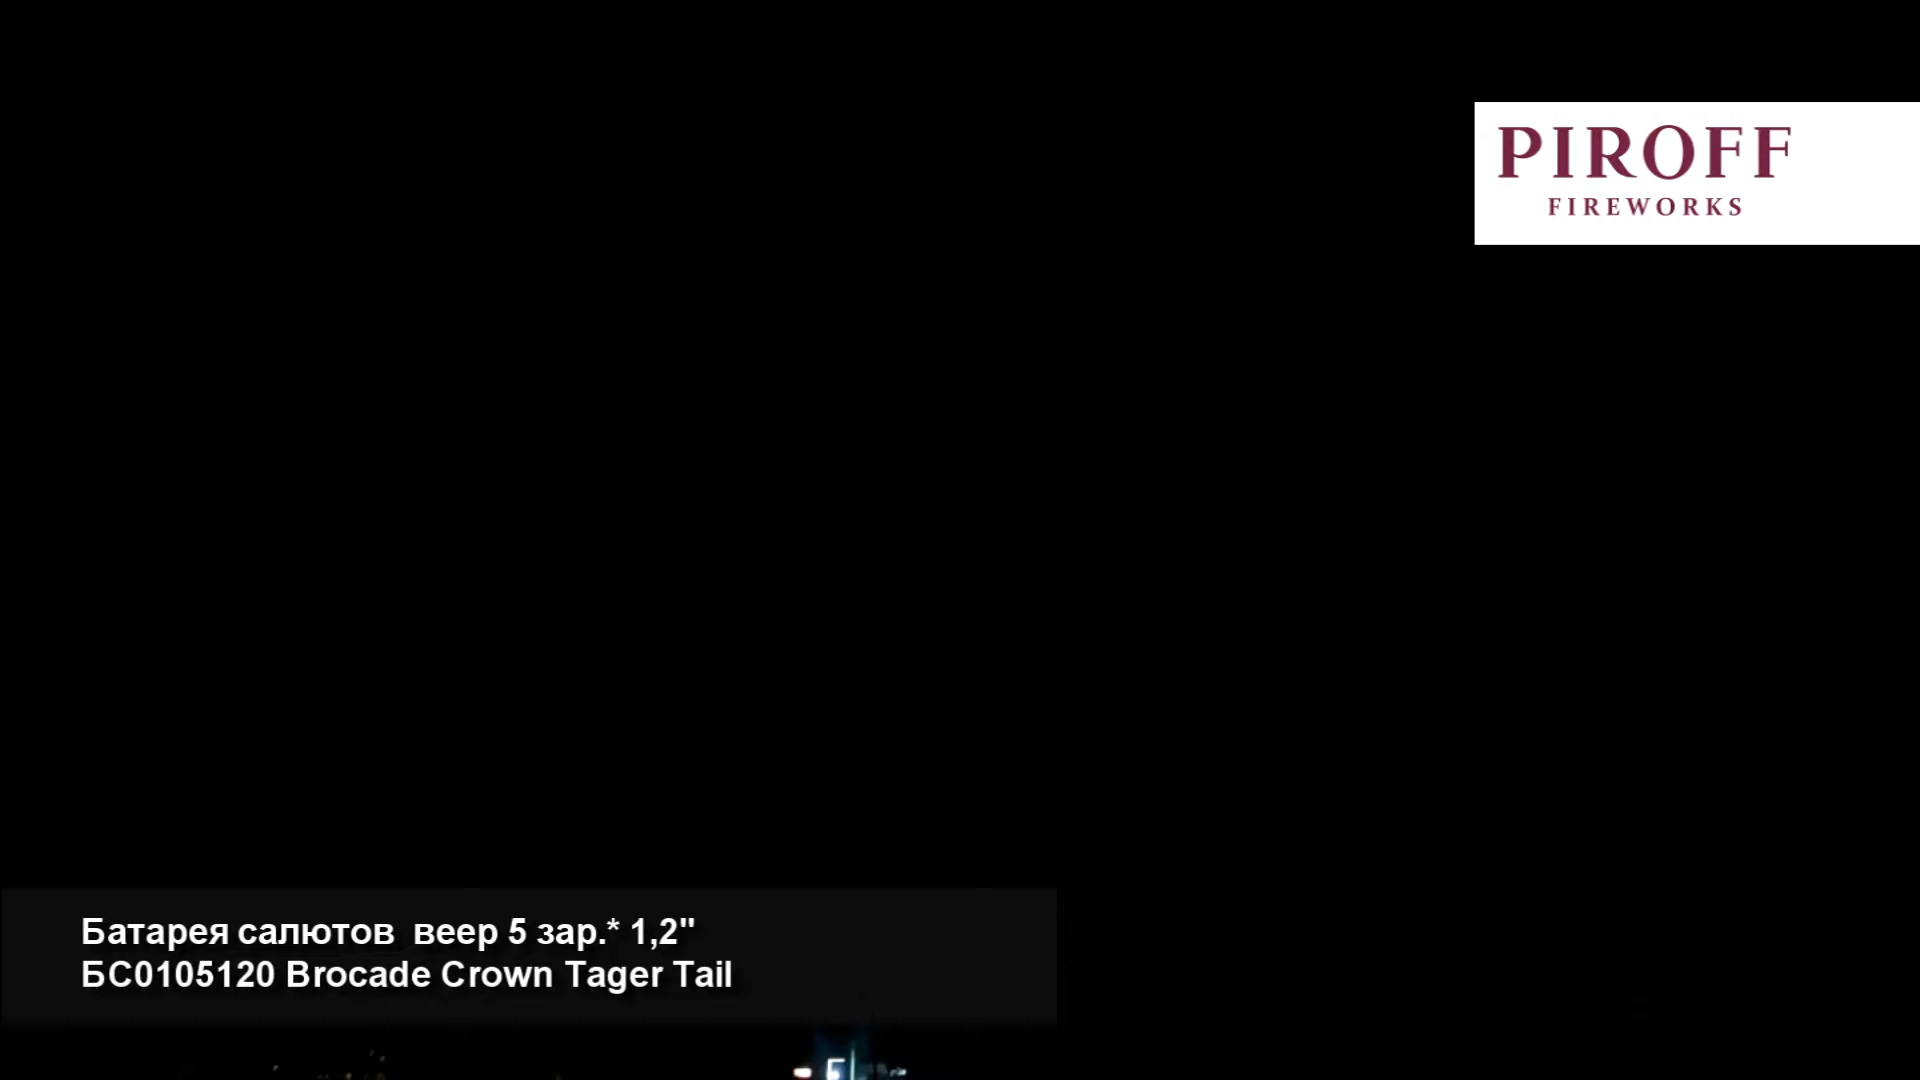 PIROFF
FIREWORKS
Батарея салютов веер 5 зар.* 1,2"
БС0105120 Brocade Crown Tager Tail